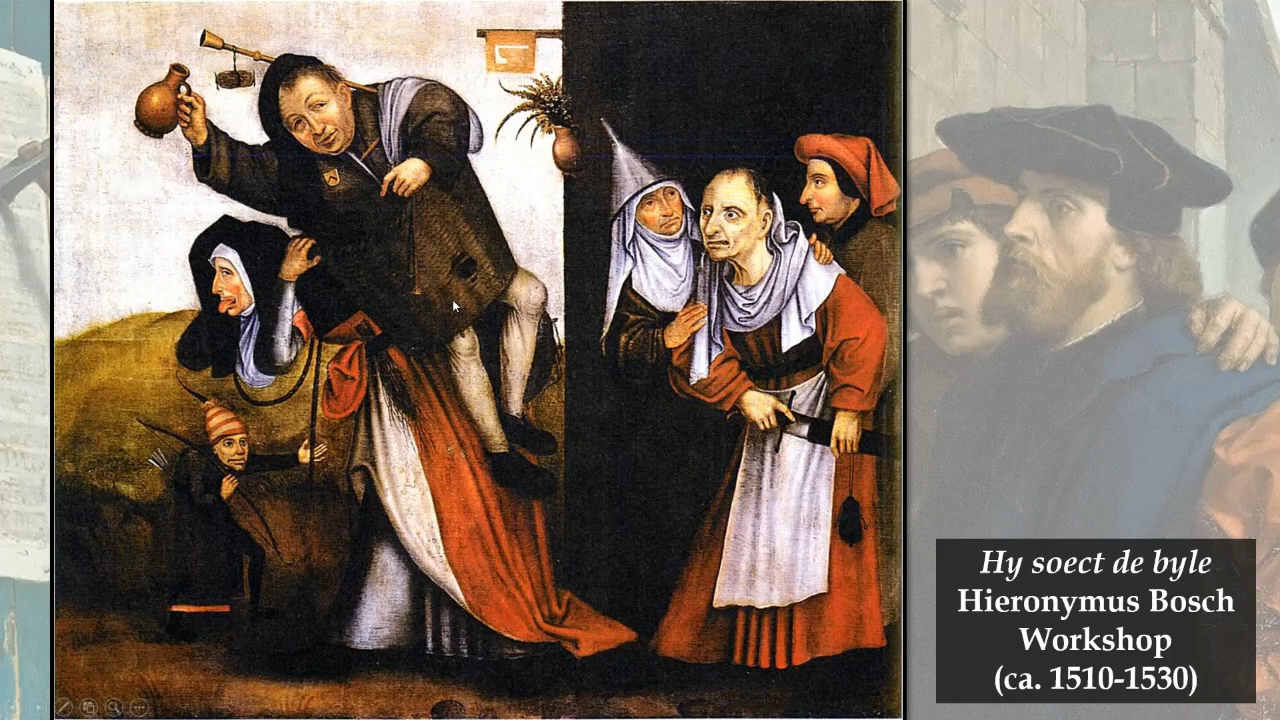 Hy soect de byle
Hieronymus Bosch
Workshop
(ca. 1510-1530)